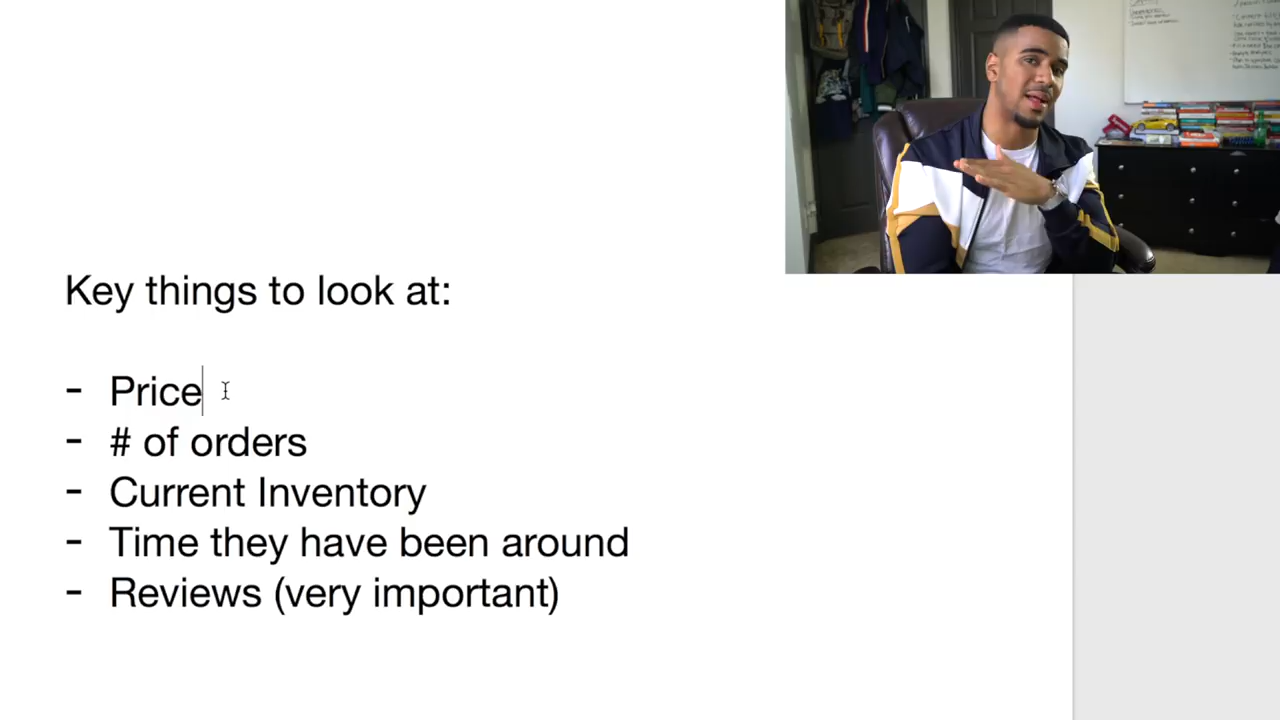 Key things to look at:
- Price
- # of orders
- Current Inventory
- Time they have been around
- Reviews (very important)